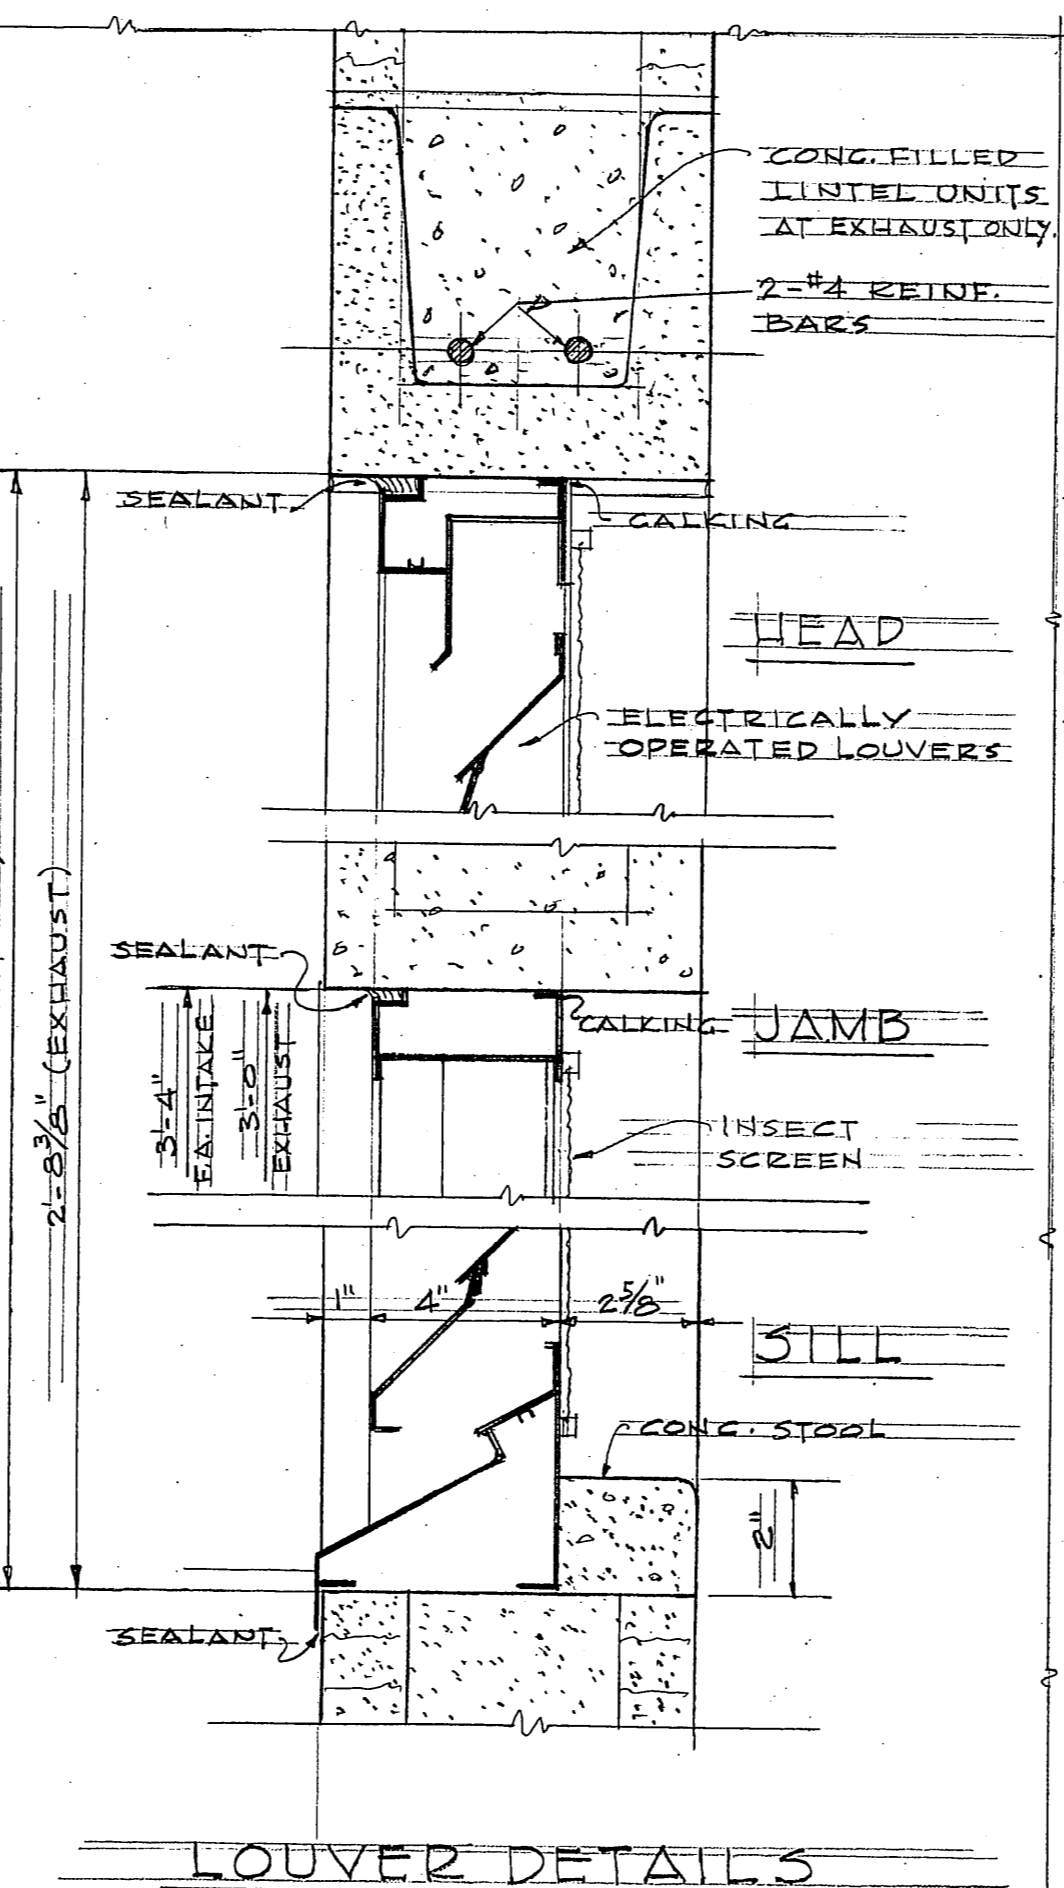 CONC. FILLED
LINTEL UNITS
AT EXHAUST ONLY.
2-#4 REINF.
BARS
SEALANT
CALKING
HEAD
ELECTRICALLY
OPERATED LOUVERS
2'-8 3/8" (EXHAUST)
SEALANT
CALKING
JAMB
3'-4"
F.A. INTAKE
3'-0"
EXHAUST
INSECT
SCREEN
1"
4"
2 5/8"
SILL
CONC. STOOL
2"
SEALANT
LOUVER DETAILS